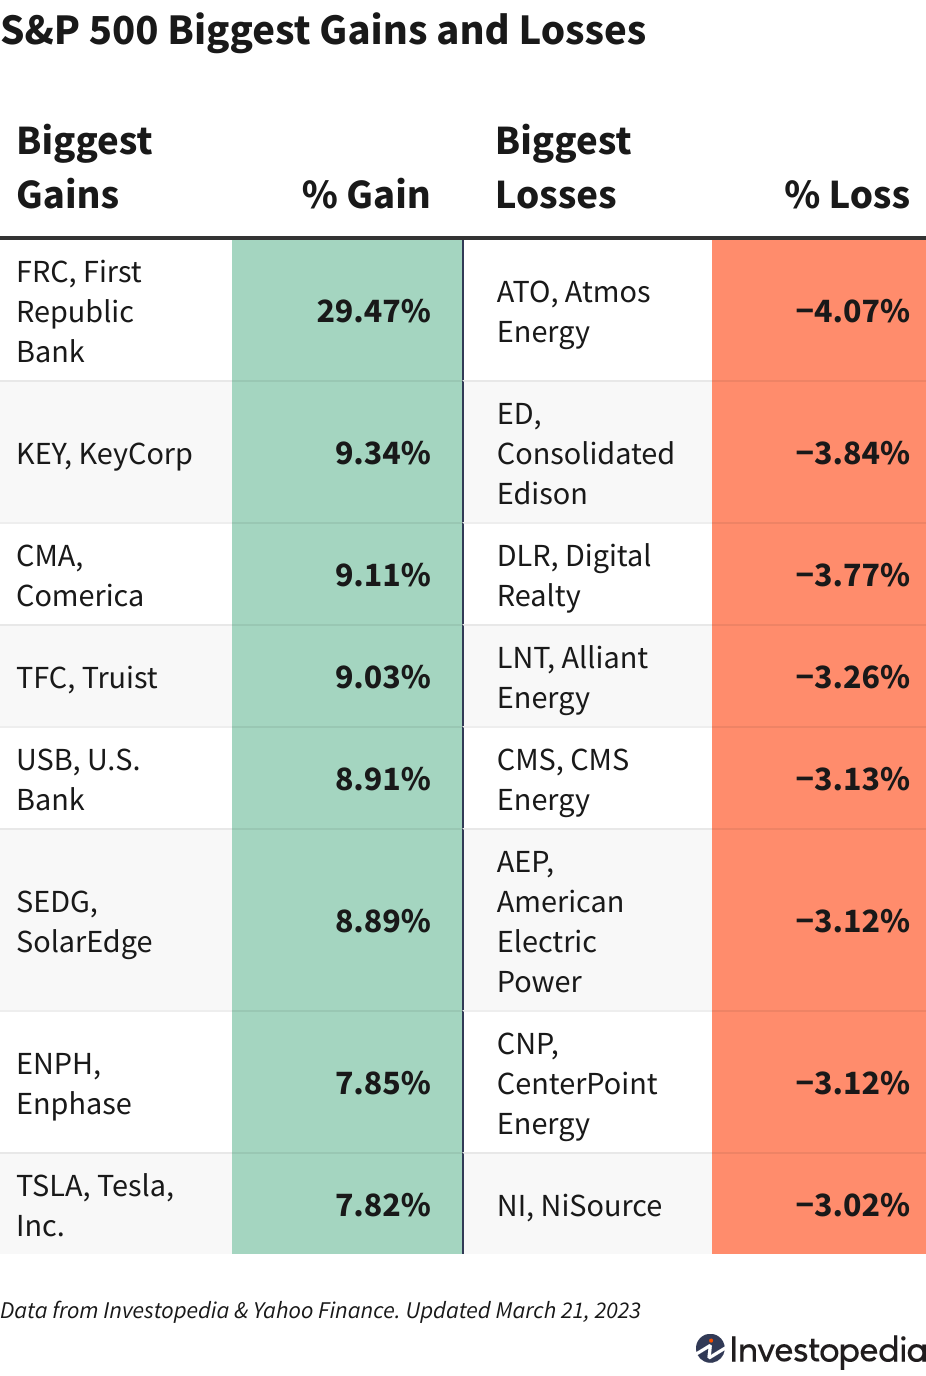 S&P 500 Biggest Gains and Losses
Biggest
Gains
% Gain
Biggest
Losses
% Loss
FRC, First
Republic
Bank
29.47%
ATO, Atmos
Energy
−4.07%
KEY, KeyCorp
9.34%
ED,
Consolidated
Edison
−3.84%
CMA,
Comerica
9.11%
DLR, Digital
Realty
−3.77%
TFC, Truist
9.03%
LNT, Alliant
Energy
−3.26%
USB, U.S.
Bank
8.91%
CMS, CMS
Energy
−3.13%
SEDG,
SolarEdge
8.89%
AEP,
American
Electric
Power
−3.12%
ENPH,
Enphase
7.85%
CNP,
CenterPoint
Energy
−3.12%
TSLA, Tesla,
Inc.
7.82%
NI, NiSource
−3.02%
Data from Investopedia & Yahoo Finance. Updated March 21, 2023
Investopedia